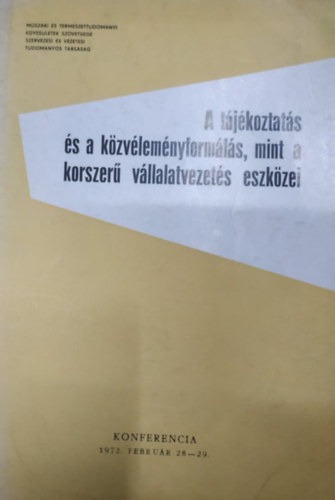 MŰSZAKI ÉS TERMÉSZETTUDOMÁNYI
EGYESÜLETEK SZÖVETSÉGE
SZERVEZÉSI ÉS VEZETÉSI
TUDOMÁNYOS TÁRSASÁG
A tájékoztatás
és a közvéleményformálás, mint a
korszerű vállalatvezetés eszközei
KONFERENCIA
1972. FEBRUÁR 28—29.